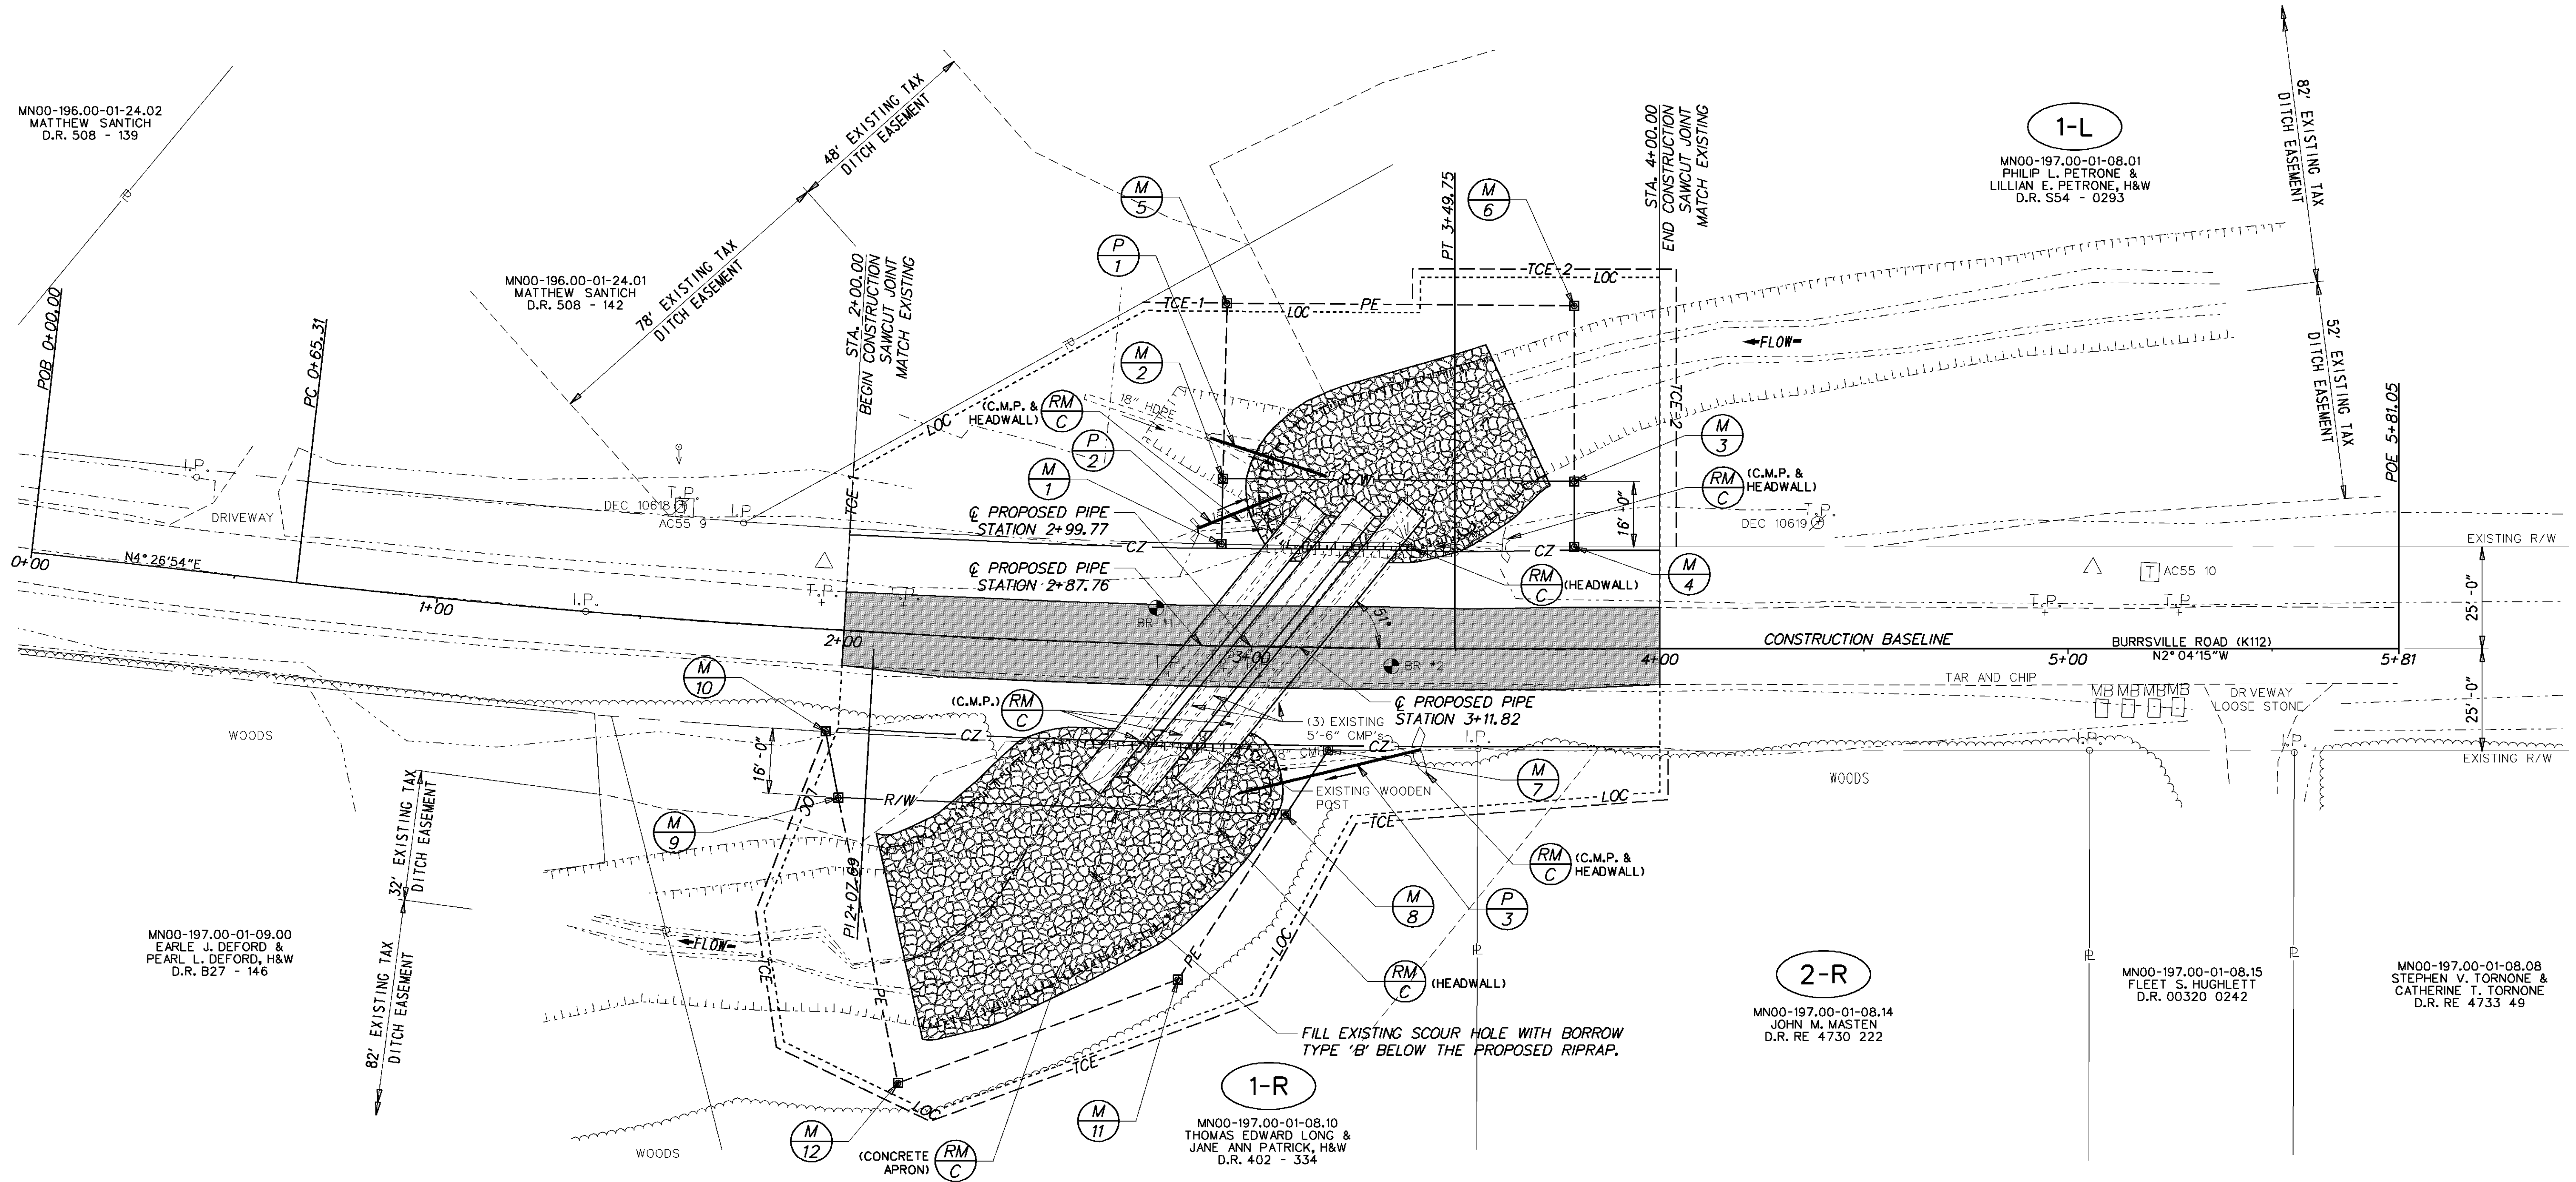 MN00-196.00-01-24.02
MATTHEW SANTICH
D.R. 508 - 139
48' EXISTING TAX
DITCH EASEMENT
78' EXISTING TAX
DITCH EASEMENT
MN00-196.00-01-24.01
MATTHEW SANTICH
D.R. 508 - 142
POB 0+00.00
PC 0+65.31
STA. 2+00.00
BEGIN CONSTRUCTION
SAWCUT JOINT
MATCH EXISTING
M
5
P
1
M
2
(C.M.P. &
HEADWALL)
RM
C
P
2
M
1
18" HDPE
TCE-1
LOC
PE
TCE-2
LOC
PT 3+49.75
M
6
STA. 4+00.00
END CONSTRUCTION
SAWCUT JOINT
MATCH EXISTING
1-L
MN00-197.00-01-08.01
PHILIP L. PETRONE &
LILLIAN E. PETRONE, H&W
D.R. S54 - 0293
82' EXISTING TAX
DITCH EASEMENT
52' EXISTING TAX
DITCH EASEMENT
POE 5+81.05
FLOW
TCE-2
M
3
RM
C
(C.M.P. &
HEADWALL)
16'-0"
R/W
LOC
TCE-1
I.P.
DRIVEWAY
T.P.
DEC 10618
AC55 9
I.P.
℄ PROPOSED PIPE
STATION 2+99.77
CZ
CZ
DEC 10619
T.P.
EXISTING R/W
℄ PROPOSED PIPE
STATION 2+87.76
RM
C
(HEADWALL)
M
4
T
AC55 10
0+00
N4°26'54"E
1+00
I.P.
T.P.
T.P.
BR #1
51°
T.P.
T.P.
25'-0"
2+00
3+00
T.P.
BR #2
4+00
CONSTRUCTION BASELINE
5+00
BURRSVILLE ROAD (K112)
N2°04'15"W
5+81
TAR AND CHIP
MB MB MB MB
DRIVEWAY
LOOSE STONE
25'-0"
M
10
(C.M.P.)
RM
C
℄ PROPOSED PIPE
STATION 3+11.82
(3) EXISTING
5'-6" CMP's
WOODS
CZ
CZ
I.P.
I.P.
I.P.
EXISTING R/W
16'-0"
M
7
WOODS
EXISTING WOODEN
POST
LOC
R/W
LOC
TCE
M
9
32' EXISTING TAX
DITCH EASEMENT
82' EXISTING TAX
DITCH EASEMENT
PI 2+07.09
RM
C
(C.M.P. &
HEADWALL)
M
8
P
3
MN00-197.00-01-09.00
EARLE J. DEFORD &
PEARL L. DEFORD, H&W
D.R. B27 - 146
FLOW
TCE
PE
PE
LOC
RM
C
(HEADWALL)
2-R
MN00-197.00-01-08.14
JOHN M. MASTEN
D.R. RE 4730 222
MN00-197.00-01-08.15
FLEET S. HUGHLETT
D.R. 00320 0242
MN00-197.00-01-08.08
STEPHEN V. TORNONE &
CATHERINE T. TORNONE
D.R. RE 4733 49
FILL EXISTING SCOUR HOLE WITH BORROW
TYPE 'B' BELOW THE PROPOSED RIPRAP.
TCE
LOC
1-R
MN00-197.00-01-08.10
THOMAS EDWARD LONG &
JANE ANN PATRICK, H&W
D.R. 402 - 334
M
11
M
12
WOODS
(CONCRETE
APRON)
RM
C